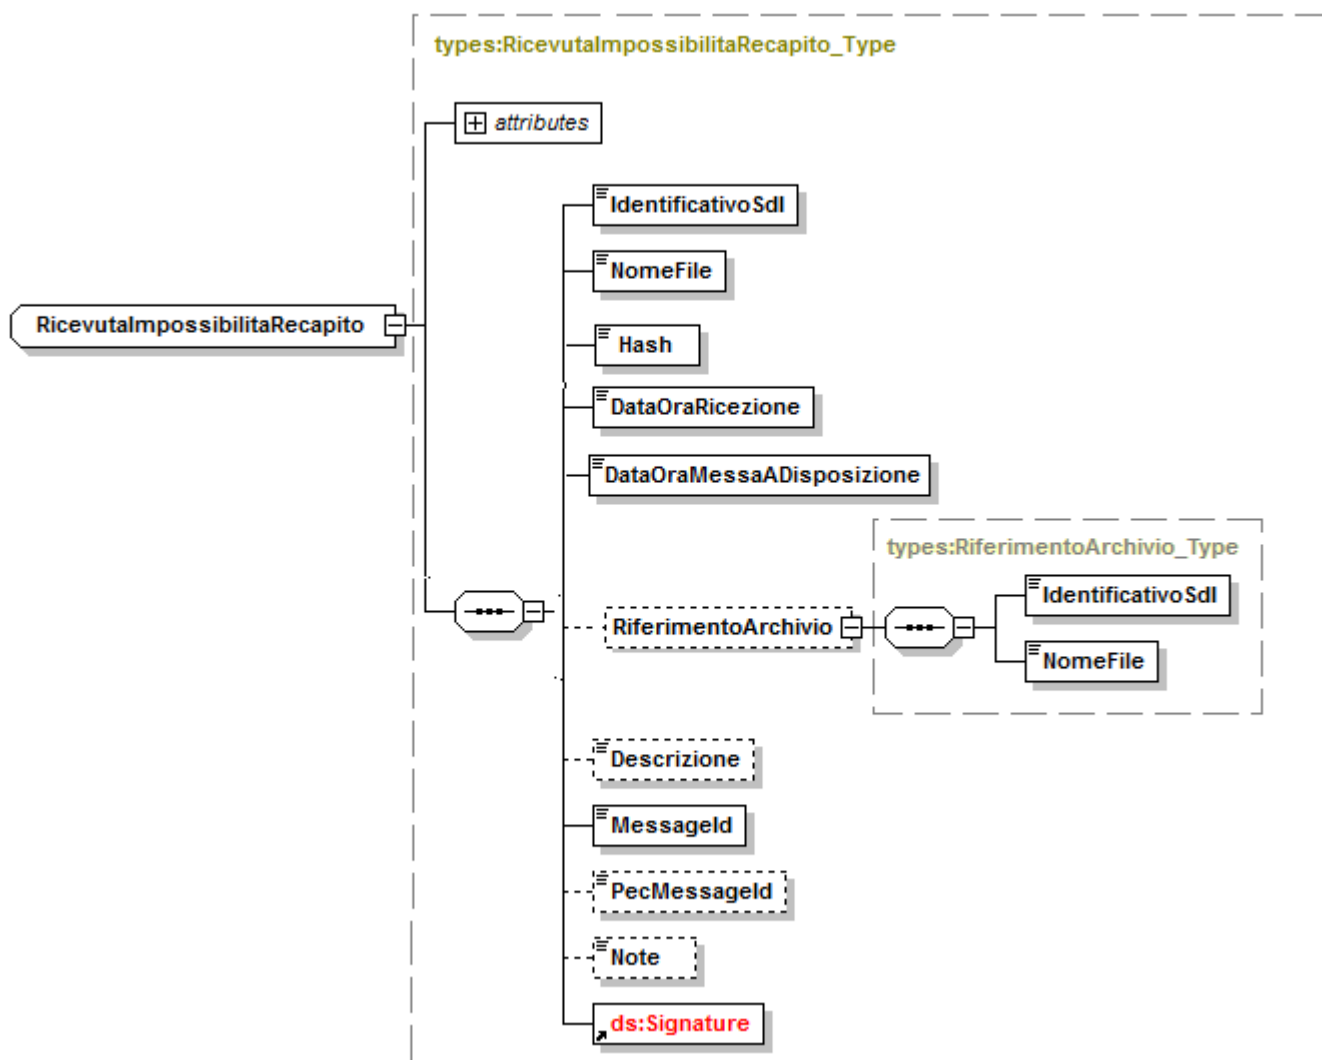 types:RicevutaImpossibilitaRecapito_Type
attributes
IdentificativoSdI
NomeFile
RicevutaImpossibilitaRecapito
Hash
DataOraRicezione
DataOraMessaADisposizione
types:RiferimentoArchivio_Type
IdentificativoSdI
RiferimentoArchivio
NomeFile
Descrizione
MessageId
PecMessageId
Note
ds:Signature